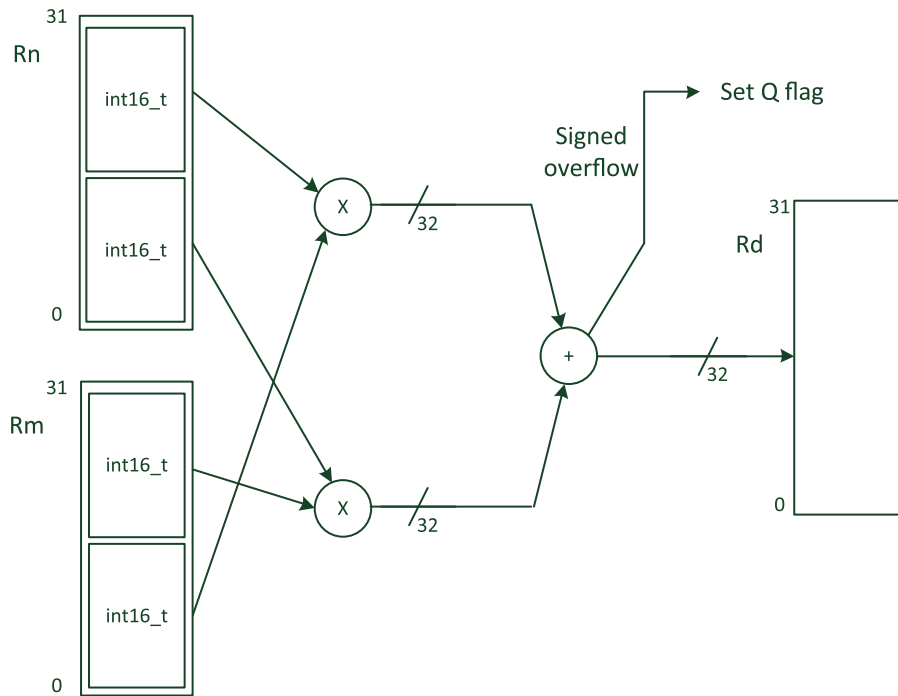 31
Rn
int16_t
int16_t
0
31
Rm
int16_t
int16_t
0
X
32
X
32
+
Signed
overflow
Set Q flag
32
31
Rd
0